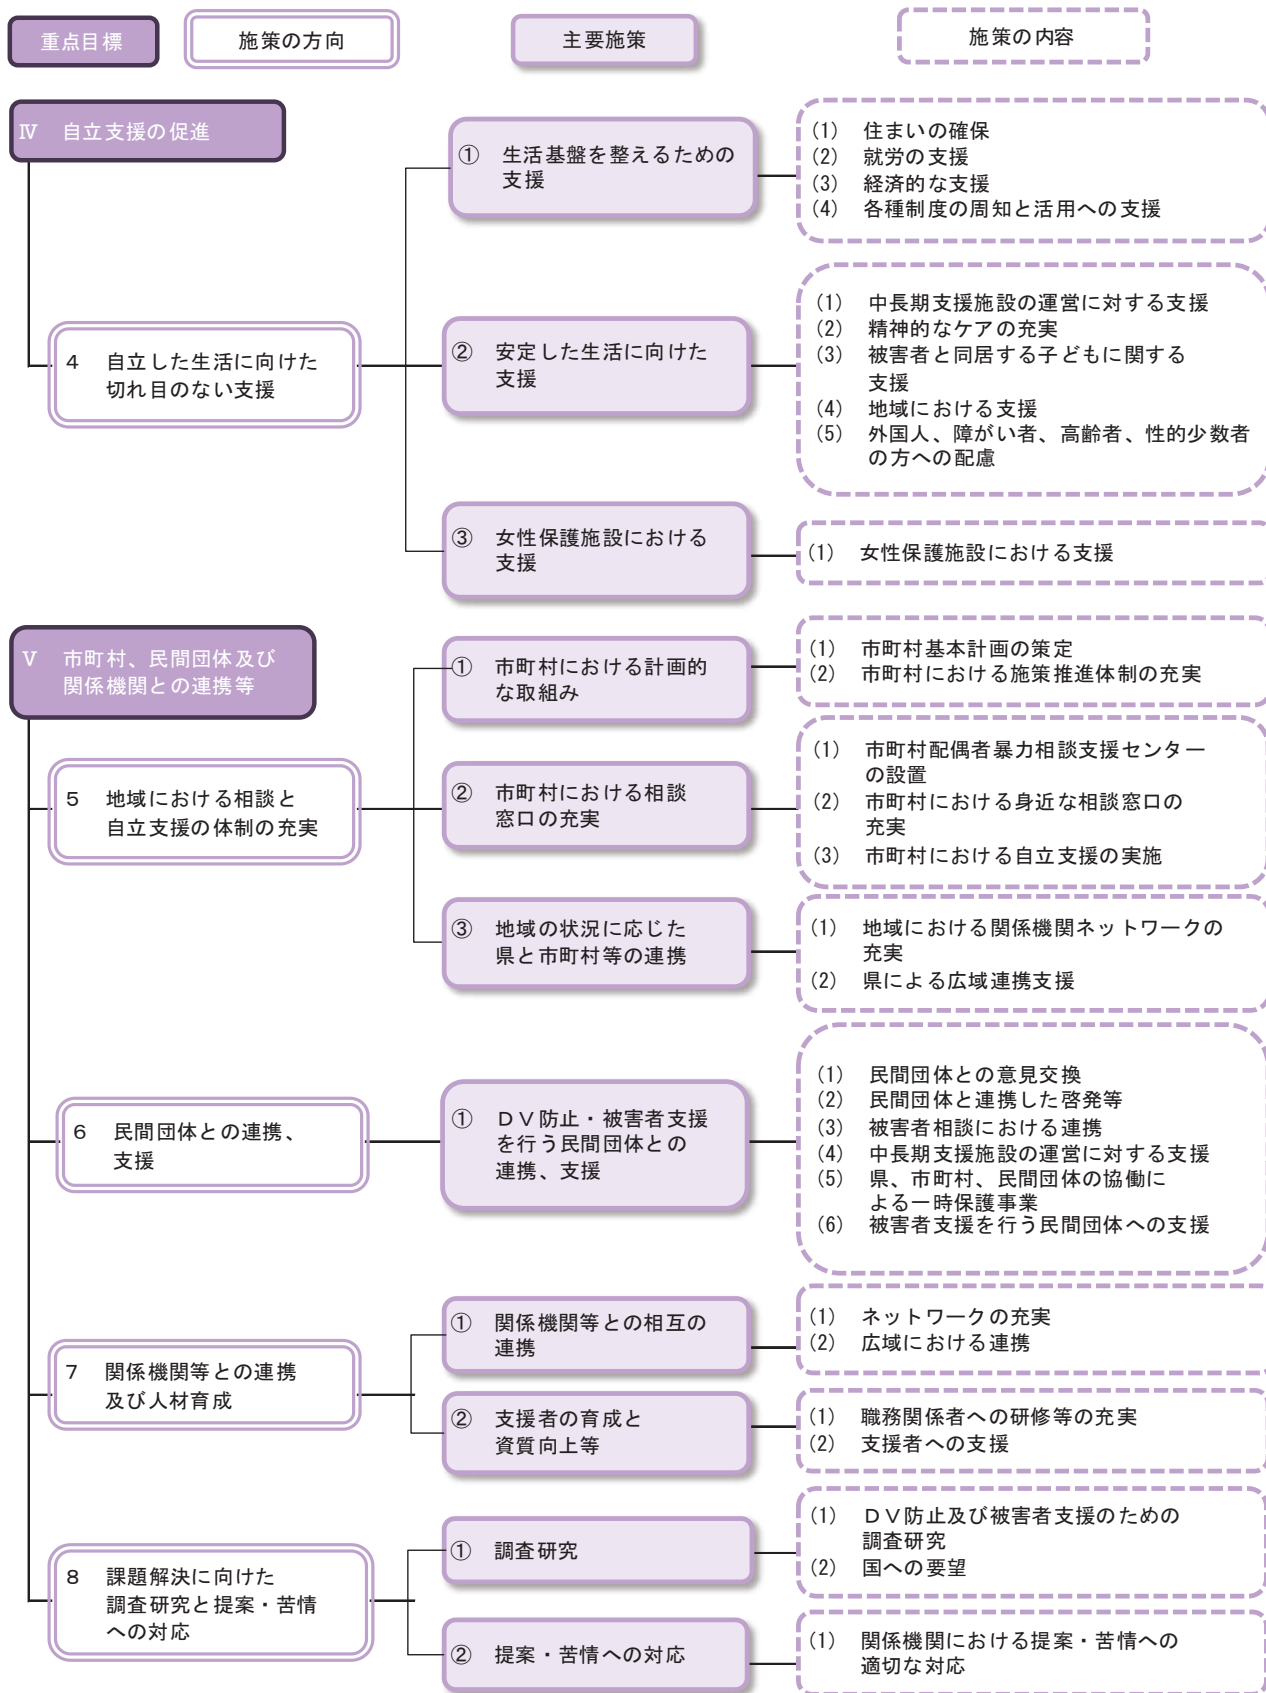 重点目標
施策の方向
主要施策
施策の内容
Ⅳ 自立支援の促進
4 自立した生活に向けた
切れ目のない支援
① 生活基盤を整えるための
支援
(1) 住まいの確保
(2) 就労の支援
(3) 経済的な支援
(4) 各種制度の周知と活用への支援
② 安定した生活に向けた
支援
(1) 中長期支援施設の運営に対する支援
(2) 精神的なケアの充実
(3) 被害者と同居する子どもに関する
支援
(4) 地域における支援
(5) 外国人、障がい者、高齢者、性的少数者
の方への配慮
③ 女性保護施設における
支援
(1) 女性保護施設における支援
Ⅴ 市町村、民間団体及び
関係機関との連携等
5 地域における相談と
自立支援の体制の充実
① 市町村における計画的
な取組み
(1) 市町村基本計画の策定
(2) 市町村における施策推進体制の充実
② 市町村における相談
窓口の充実
(1) 市町村配偶者暴力相談支援センター
の設置
(2) 市町村における身近な相談窓口の
充実
(3) 市町村における自立支援の実施
③ 地域の状況に応じた
県と市町村等の連携
(1) 地域における関係機関ネットワークの
充実
(2) 県による広域連携支援
6 民間団体との連携、
支援
① ＤＶ防止・被害者支援
を行う民間団体との
連携、支援
(1) 民間団体との意見交換
(2) 民間団体と連携した啓発等
(3) 被害者相談における連携
(4) 中長期支援施設の運営に対する支援
(5) 県、市町村、民間団体の協働に
よる一時保護事業
(6) 被害者支援を行う民間団体への支援
7 関係機関等との連携
及び人材育成
① 関係機関等との相互の
連携
(1) ネットワークの充実
(2) 広域における連携
② 支援者の育成と
資質向上等
(1) 職務関係者への研修等の充実
(2) 支援者への支援
8 課題解決に向けた
調査研究と提案・苦情
への対応
① 調査研究
(1) ＤＶ防止及び被害者支援のための
調査研究
(2) 国への要望
② 提案・苦情への対応
(1) 関係機関における提案・苦情への
適切な対応